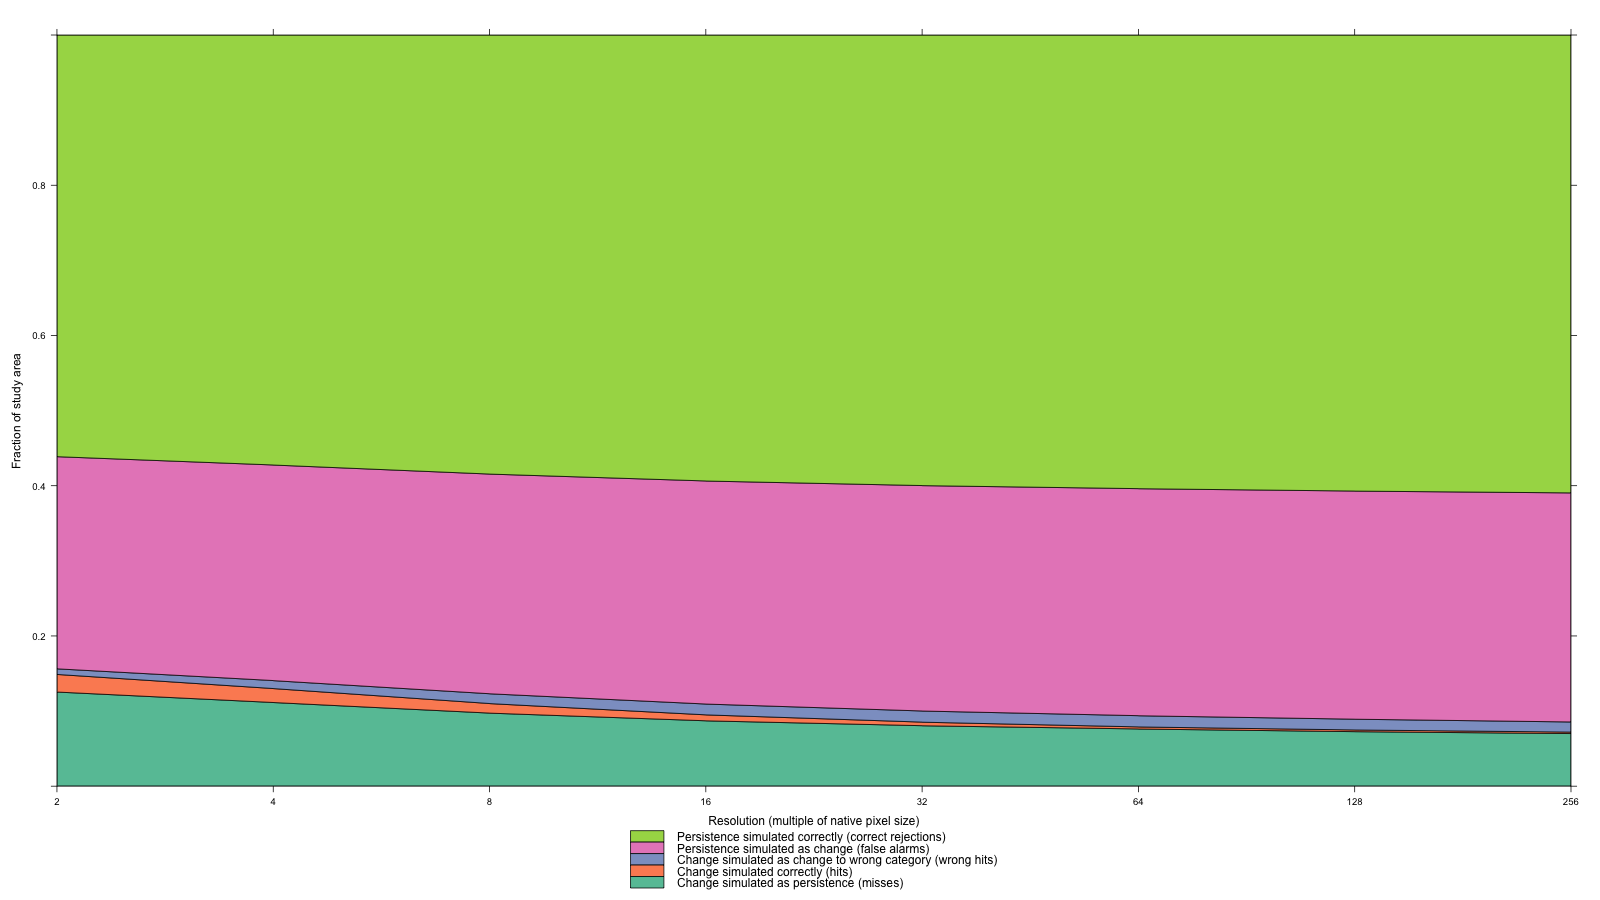 0.8
0.6
0.4
0.2
Fraction of study area
2 4 8 16 32 64 128 256
Resolution (multiple of native pixel size)
Persistence simulated correctly (correct rejections)
Persistence simulated as change (false alarms)
Change simulated as change to wrong category (wrong hits)
Change simulated correctly (hits)
Change simulated as persistence (misses)